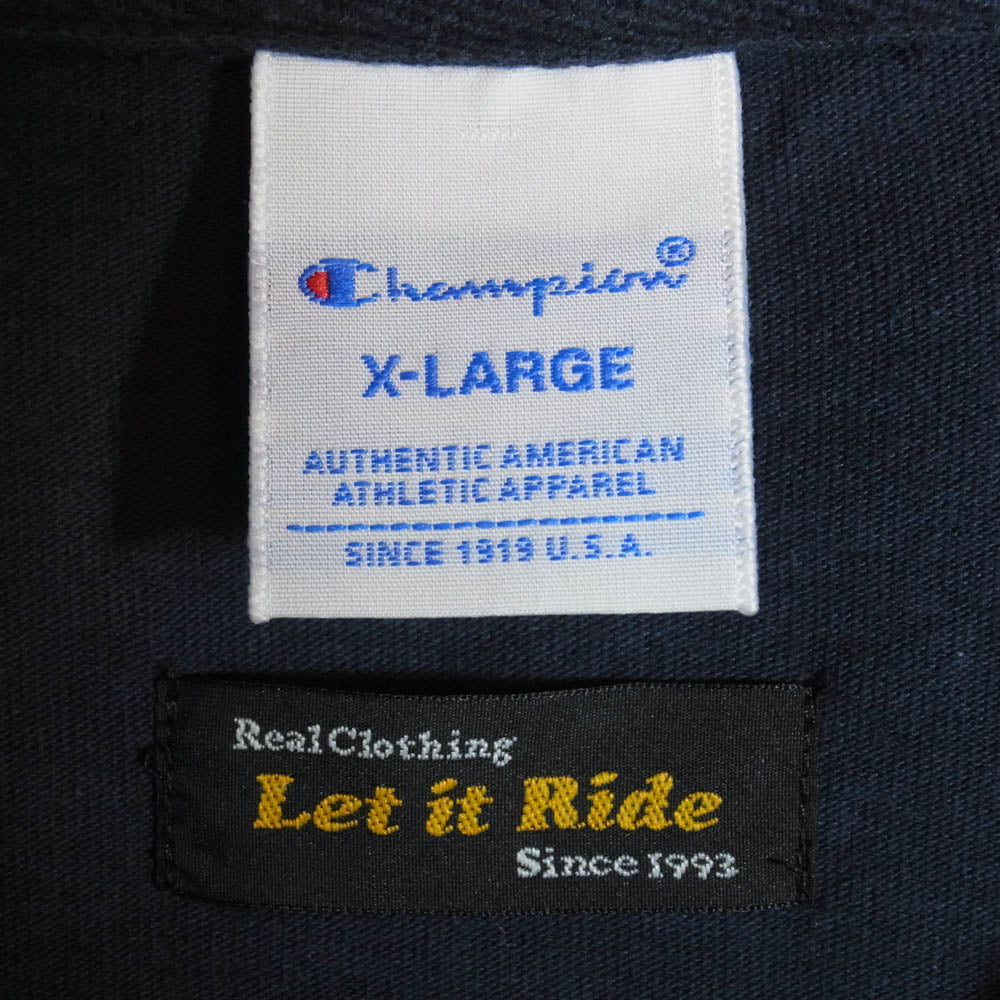 Champion®
X-LARGE
AUTHENTIC AMERICAN
ATHLETIC APPAREL
SINCE 1919 U.S.A.
Real Clothing
Let it Ride
Since 1993